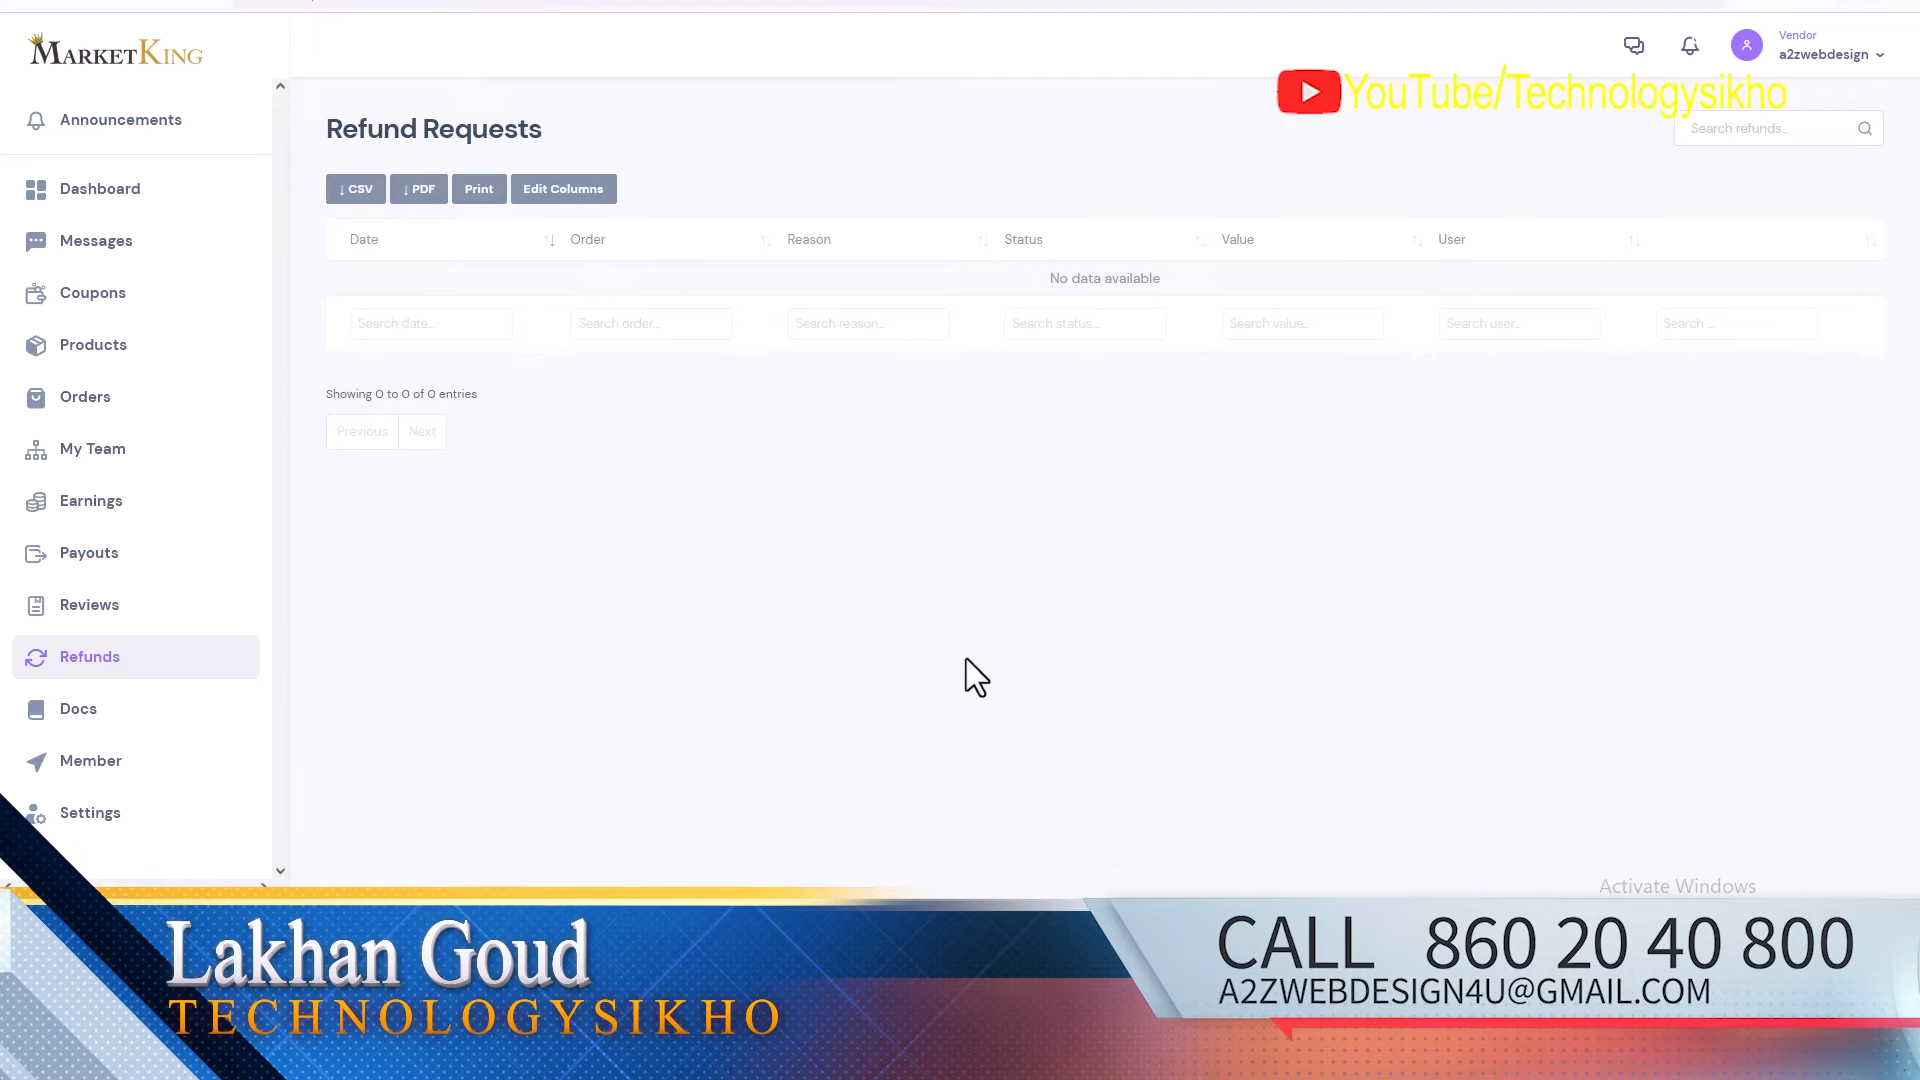 MARKETKING
Vendor
a2zwebdesign
YouTube/Technologysikho
Announcements
Dashboard
Messages
Coupons
Products
Orders
My Team
Earnings
Payouts
Reviews
Refunds
Docs
Member
Settings
Refund Requests
Search refunds...
↓ CSV ↓ PDF Print Edit Columns
Date Order Reason Status Value User
No data available
Search date... Search order... Search reason... Search status... Search value... Search user.. Search ...
Showing 0 to 0 of 0 entries
Previous Next
Activate Windows
Lakhan Goud
TECHNOLOGYSIKHO
CALL 860 20 40 800
A2ZWEBDESIGN4U@GMAIL.COM